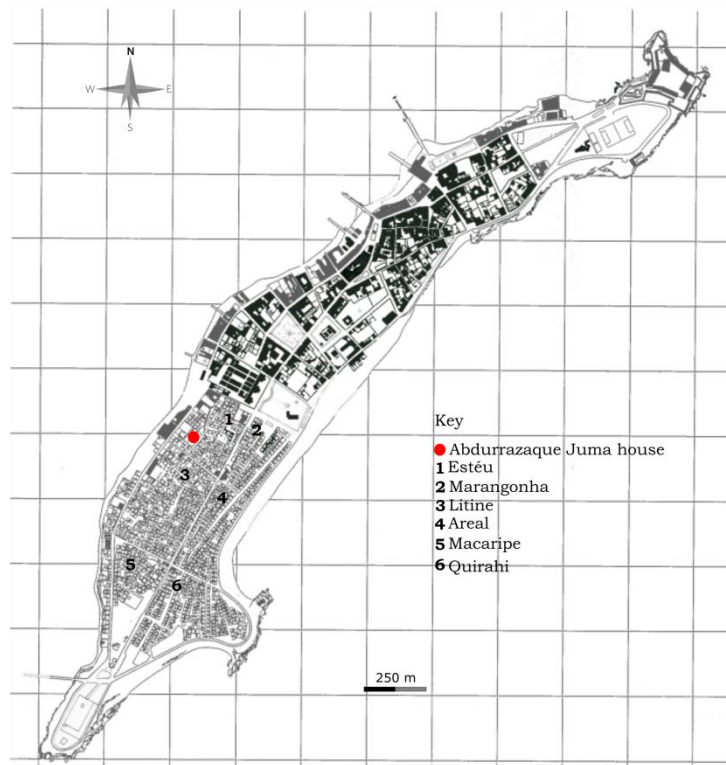 N
W E
S
1
2
3
4
5
6
Key
Abdurrazaque Juma house
1 Estéu
2 Marangonha
3 Litine
4 Areal
5 Macaripe
6 Quirahi
250 m